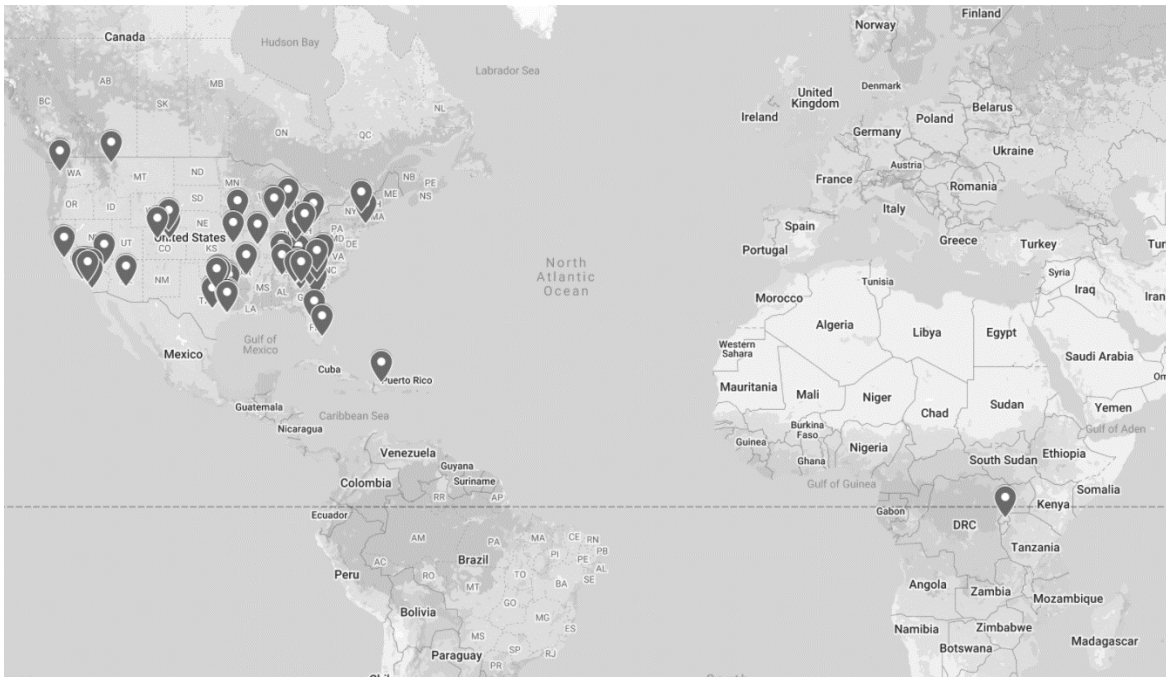 Finland
Norway
Canada
Hudson Bay
Labrador Sea
AB
MB
BC
SK
NL
ON
QC
Denmark
United
Kingdom
Belarus
Ireland
Poland
Germany
Ukraine
Austria
France
Romania
WA
MT
ND
MN
NB
PE
NS
ME
OR
ID
SD
NY
MA
Italy
NE
PA
MD
DE
Spain
UT
United States
CO
KS
VA
Portugal
Greece
Turkey
NC
North
Atlantic
Ocean
NM
MS
AL
LA
Tunisia
Syria
Iraq
Iran
Morocco
Algeria
Libya
Egypt
Western
Sahara
Saudi Arabia
Gulf of
Mexico
Mexico
Cuba
Puerto Rico
Mauritania
Mali
Niger
Chad
Sudan
Yemen
Guatemala
Caribbean Sea
Nicaragua
Burkina
Faso
Gulf of Aden
Guinea
Nigeria
Ethiopia
Ghana
South Sudan
Venezuela
Guyana
Suriname
Colombia
RR
AP
Gulf of Guinea
Somalia
Ecuador
Gabon
Kenya
DRC
AM
PA
MA
CE
RN
PB
PI
PE
AL
SE
Tanzania
AC
Brazil
Peru
RO
TO
MT
BA
Angola
Zambia
Mozambique
GO
Bolivia
MG
ES
Namibia
Zimbabwe
Botswana
Madagascar
MS
SP
RJ
Paraguay
PR